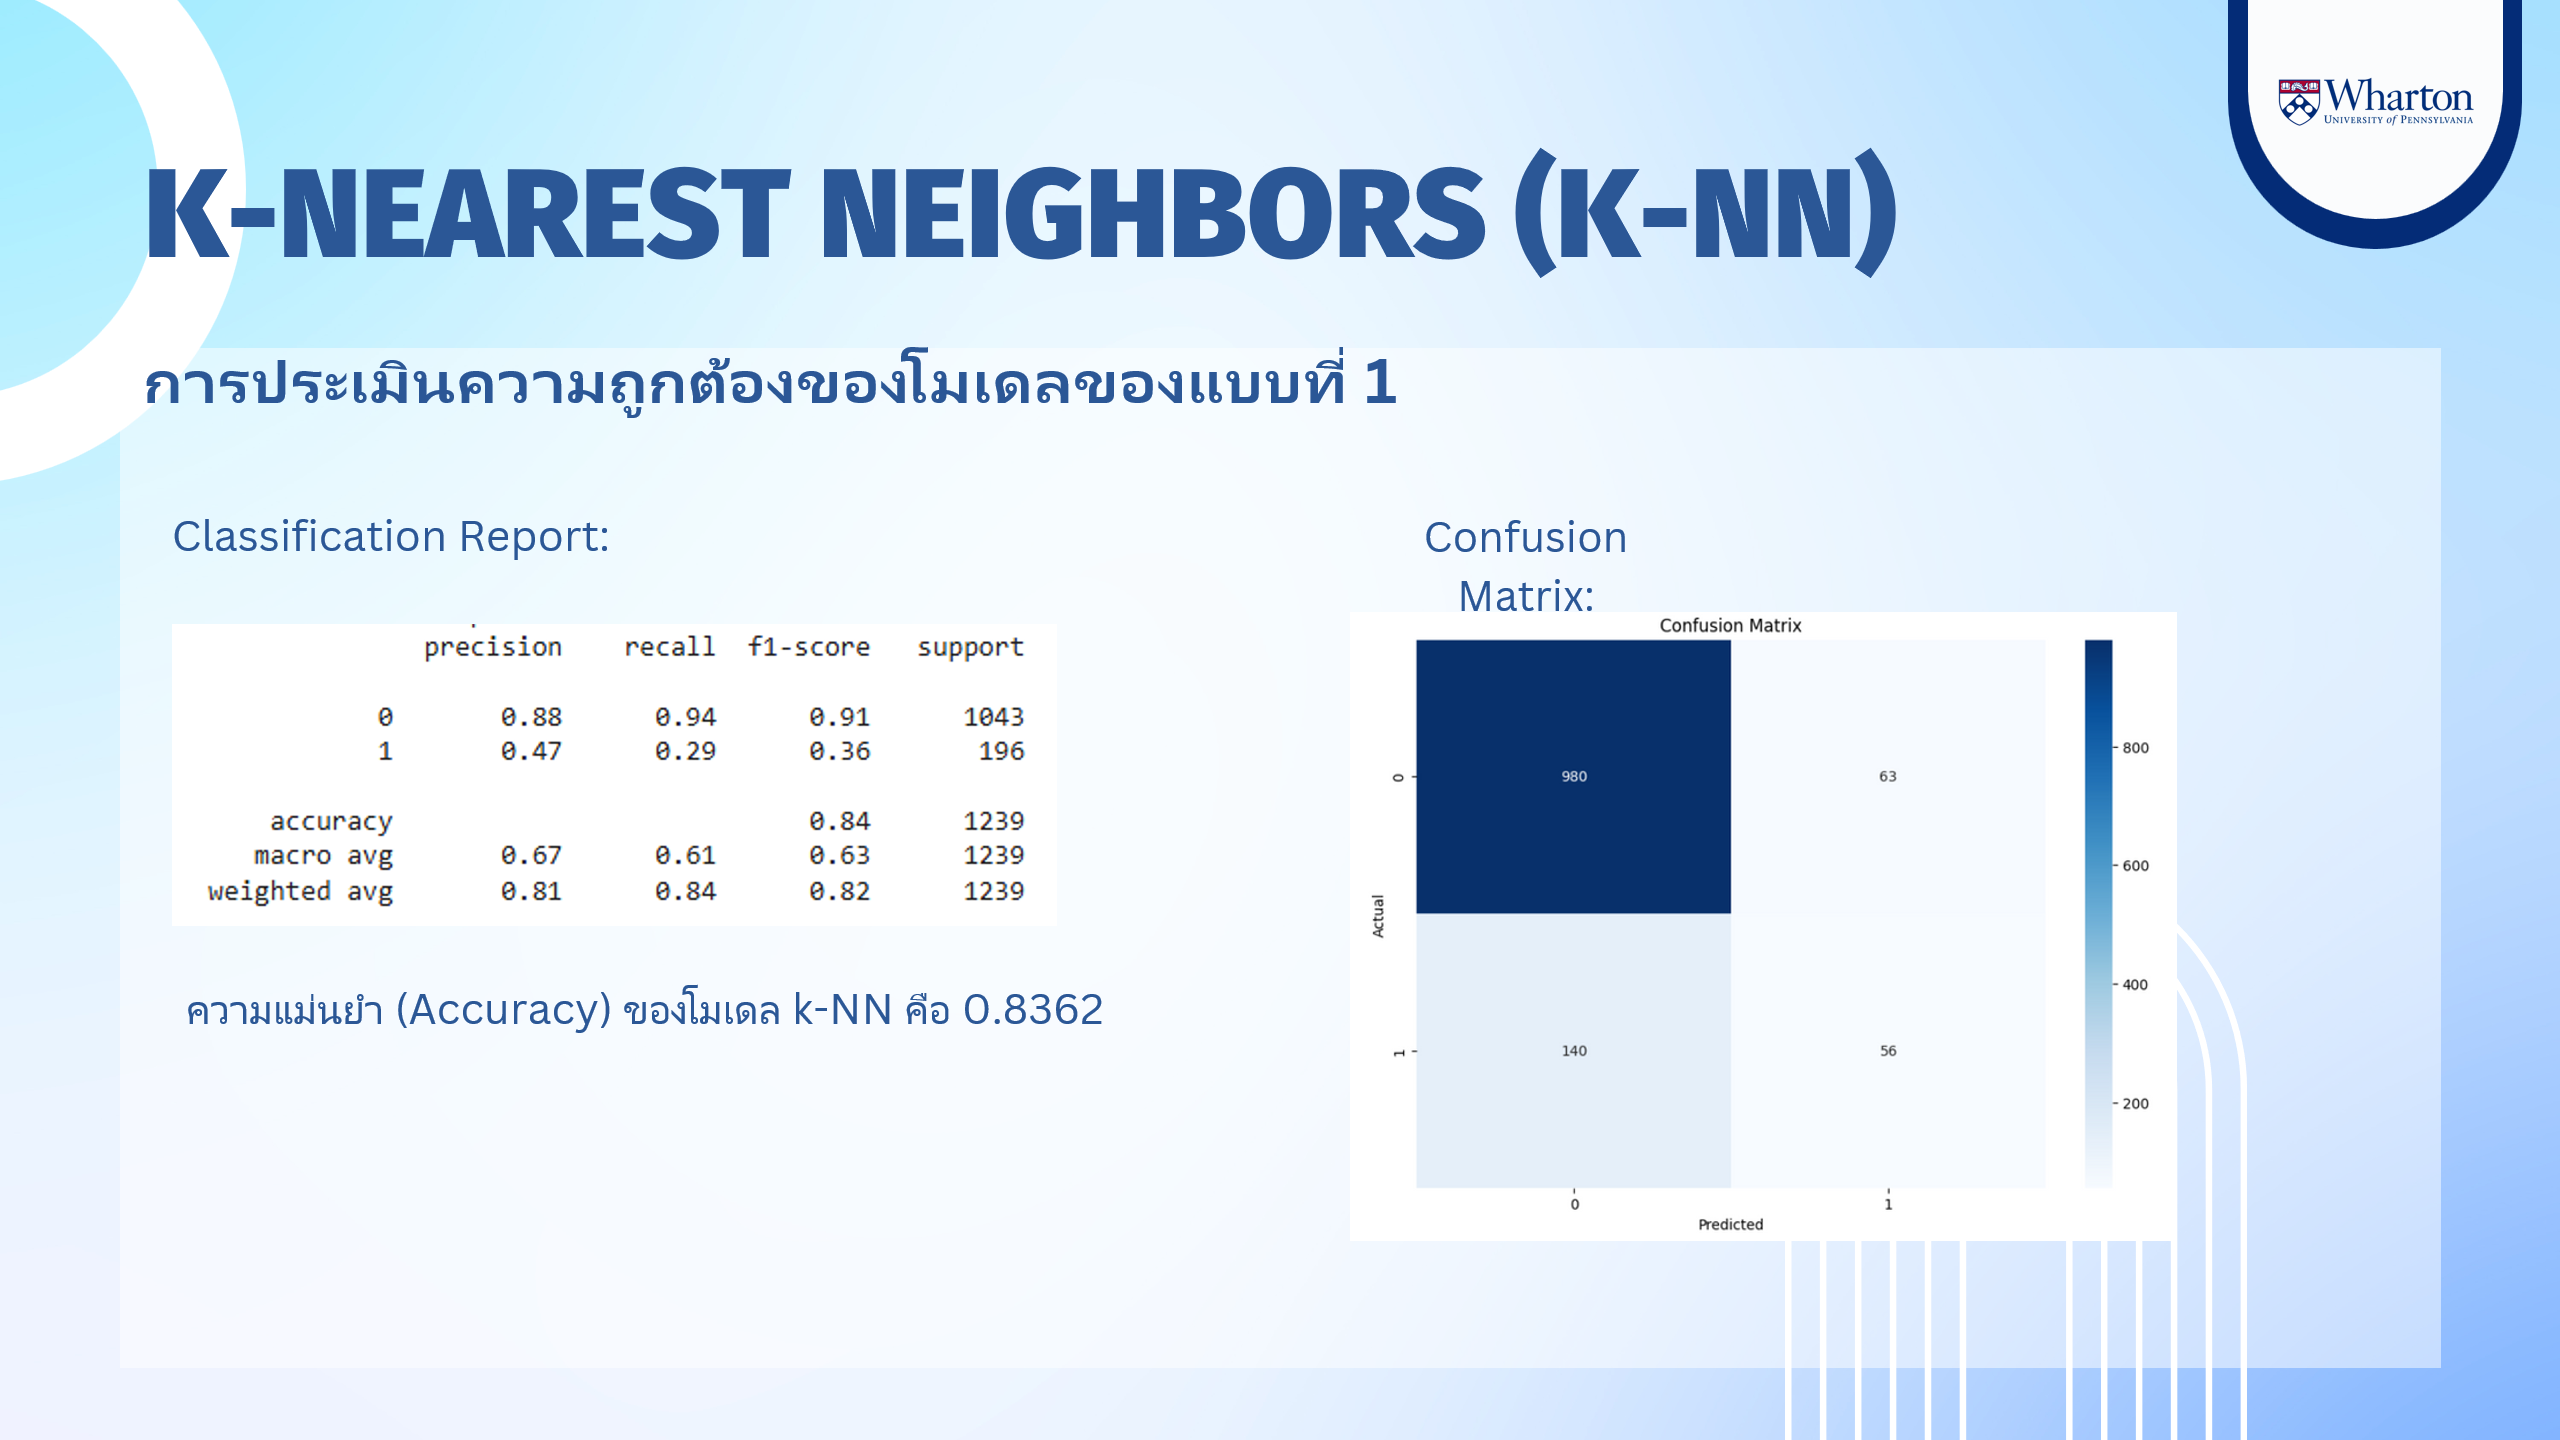 Wharton
UNIVERSITY of PENNSYLVANIA
K-NEAREST NEIGHBORS (K-NN)
การประเมินความถูกต้องของโมเดลของแบบที่ 1
Classification Report:
precision recall f1-score support
0 0.88 0.94 0.91 1043
1 0.47 0.29 0.36 196
accuracy 0.84 1239
macro avg 0.67 0.61 0.63 1239
weighted avg 0.81 0.84 0.82 1239
ความแม่นยำ (Accuracy) ของโมเดล k-NN คือ 0.8362
Confusion
Matrix:
Confusion Matrix
Actual
0
980 63
1
140 56
0 1
Predicted
800
600
400
200